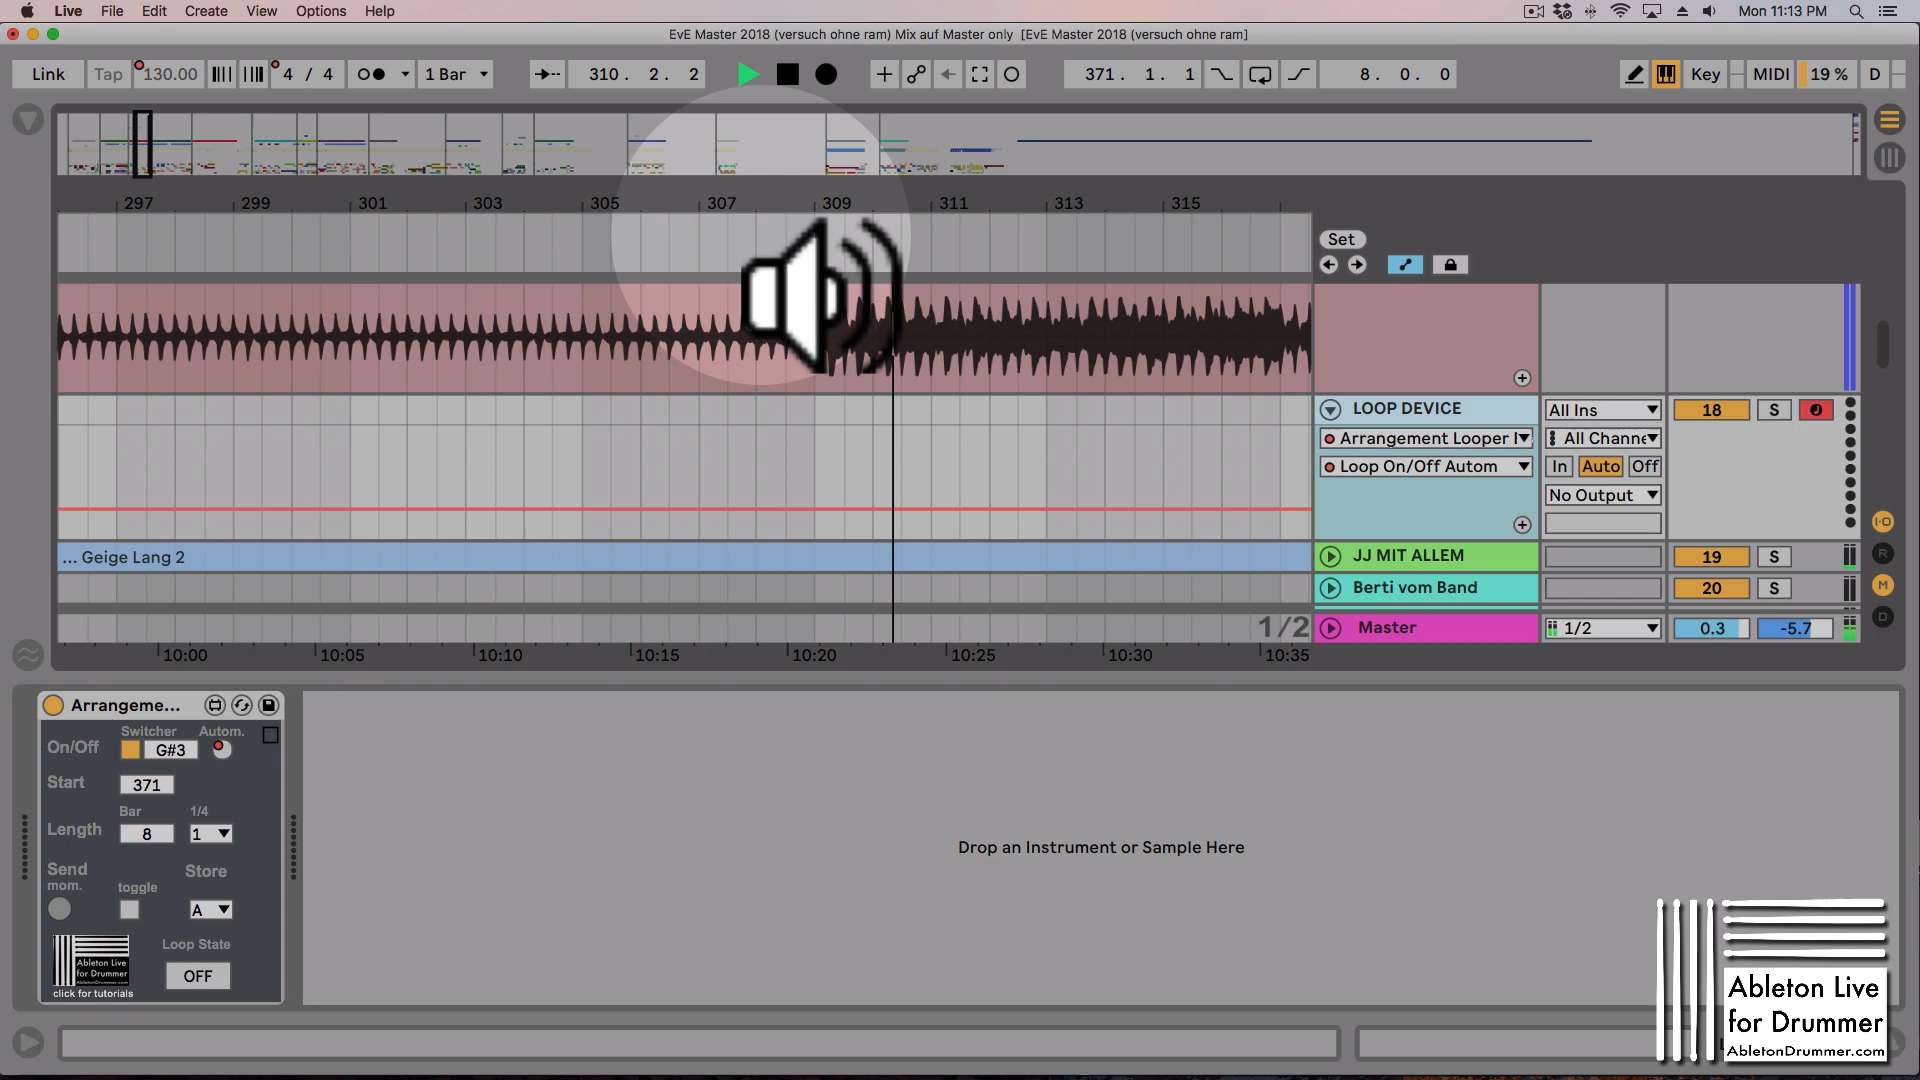 Live File Edit Create View Options Help
Mon 11:13 PM
EvE Master 2018 (versuch ohne ram) Mix auf Master only [EvE Master 2018 (versuch ohne ram)]
Link Tap 130.00 4 / 4 1 Bar 310. 2. 2 371. 1. 1 8. 0. 0 Key MIDI 19 % D
297 299 301 303 305 307 309 311 313 315
Set
LOOP DEVICE All Ins 18 S
Arrangement Looper All Channe
Loop On/Off Autom In Auto Off
No Output
... Geige Lang 2 JJ MIT ALLEM 19 S
Berti vom Band 20 S
1/2 Master 1/2 0.3 -5.7
I·O
R
M
D
10:00 10:05 10:10 10:15 10:20 10:25 10:30 10:35
Arrangeme...
Switcher Autom.
On/Off G#3
Start 371
Bar 1/4
Length 8 1
Send Store
mom. toggle
A
Loop State
OFF
Ableton Live
for Drummer
AbletonDrummer.com
click for tutorials
Drop an Instrument or Sample Here
Ableton Live
for Drummer
AbletonDrummer.com